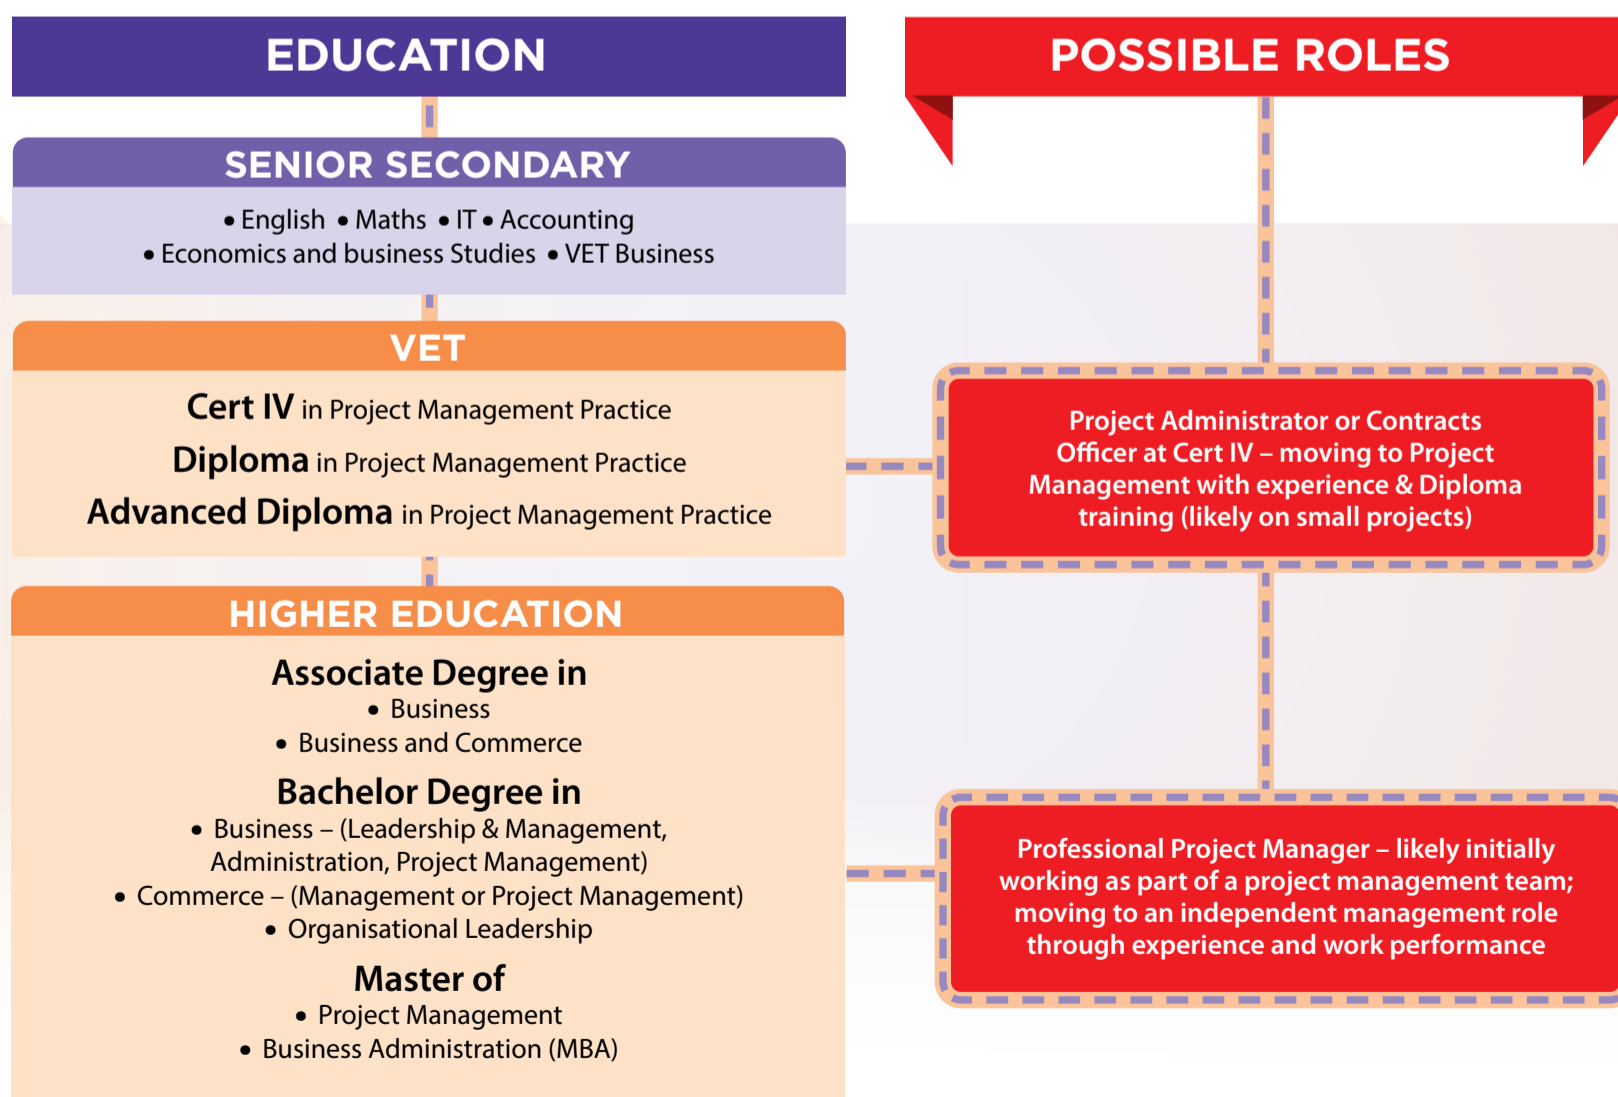 EDUCATION
SENIOR SECONDARY
• English • Maths • IT • Accounting
• Economics and business Studies • VET Business
VET
Cert IV in Project Management Practice
Diploma in Project Management Practice
Advanced Diploma in Project Management Practice
HIGHER EDUCATION
Associate Degree in
• Business
• Business and Commerce
Bachelor Degree in
• Business – (Leadership & Management,
Administration, Project Management)
• Commerce – (Management or Project Management)
• Organisational Leadership
Master of
• Project Management
• Business Administration (MBA)
POSSIBLE ROLES
Project Administrator or Contracts
Officer at Cert IV – moving to Project
Management with experience & Diploma
training (likely on small projects)
Professional Project Manager – likely initially
working as part of a project management team;
moving to an independent management role
through experience and work performance